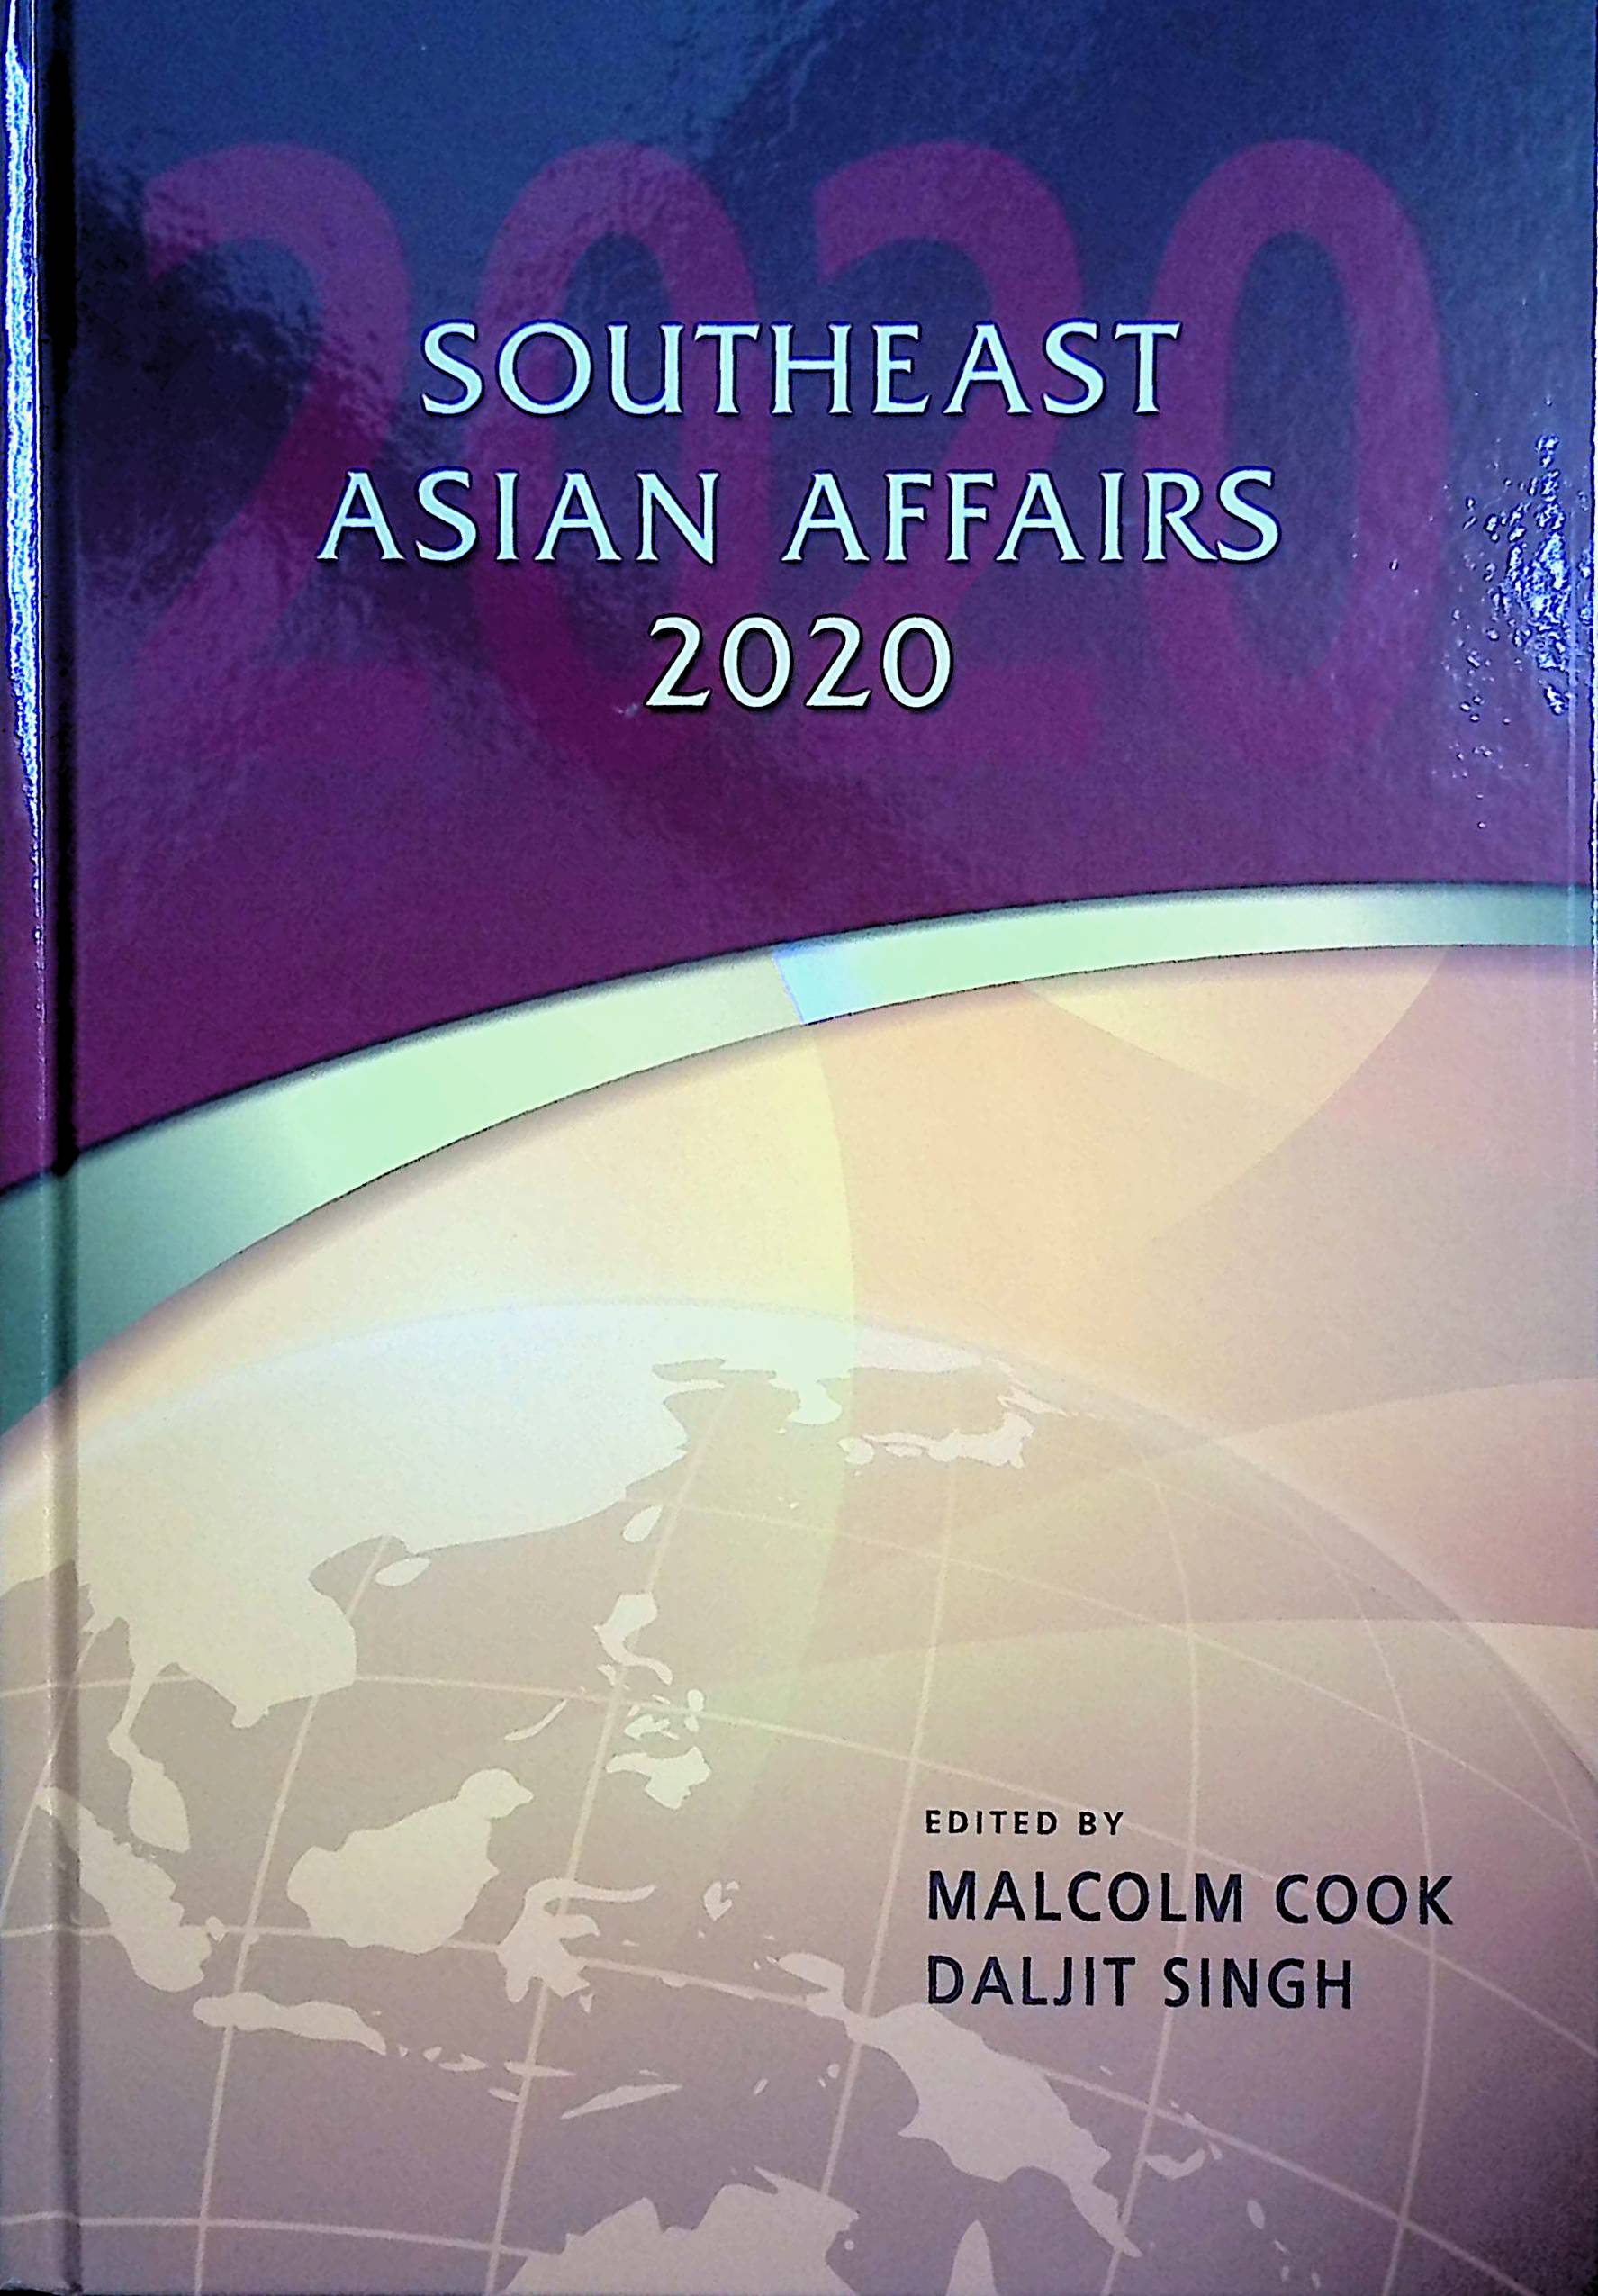 2020
SOUTHEAST
ASIAN AFFAIRS
2020
EDITED BY
MALCOLM COOK
DALJIT SINGH